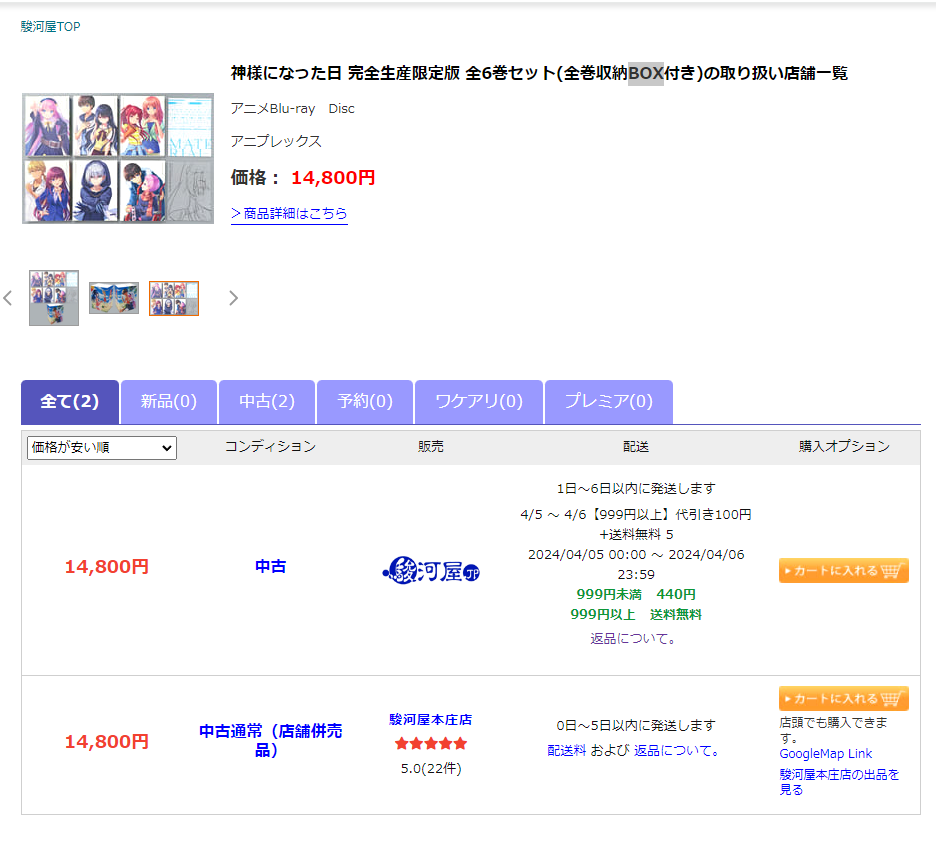 駿河屋TOP
神様になった日 完全生産限定版 全6巻セット(全巻収納BOX付き)の取り扱い店舗一覧
アニメBlu-ray Disc
アニプレックス
価格： 14,800円
＞商品詳細はこちら
全て(2) 新品(0) 中古(2) 予約(0) ワケアリ(0) プレミア(0)
価格が安い順 コンディション 販売 配送 購入オプション
14,800円
中古
駿河屋.JP
1日～6日以内に発送します
4/5 ～ 4/6【999円以上】代引き100円
+送料無料 5
2024/04/05 00:00 ～ 2024/04/06
23:59
999円未満 440円
999円以上 送料無料
返品について。
カートに入れる
14,800円
中古通常（店舗併売
品）
駿河屋本庄店
★★★★★
5.0(22件)
0日～5日以内に発送します
配送料 および 返品について。
カートに入れる
店頭でも購入できま
す。
GoogleMap Link
駿河屋本庄店の出品を
見る